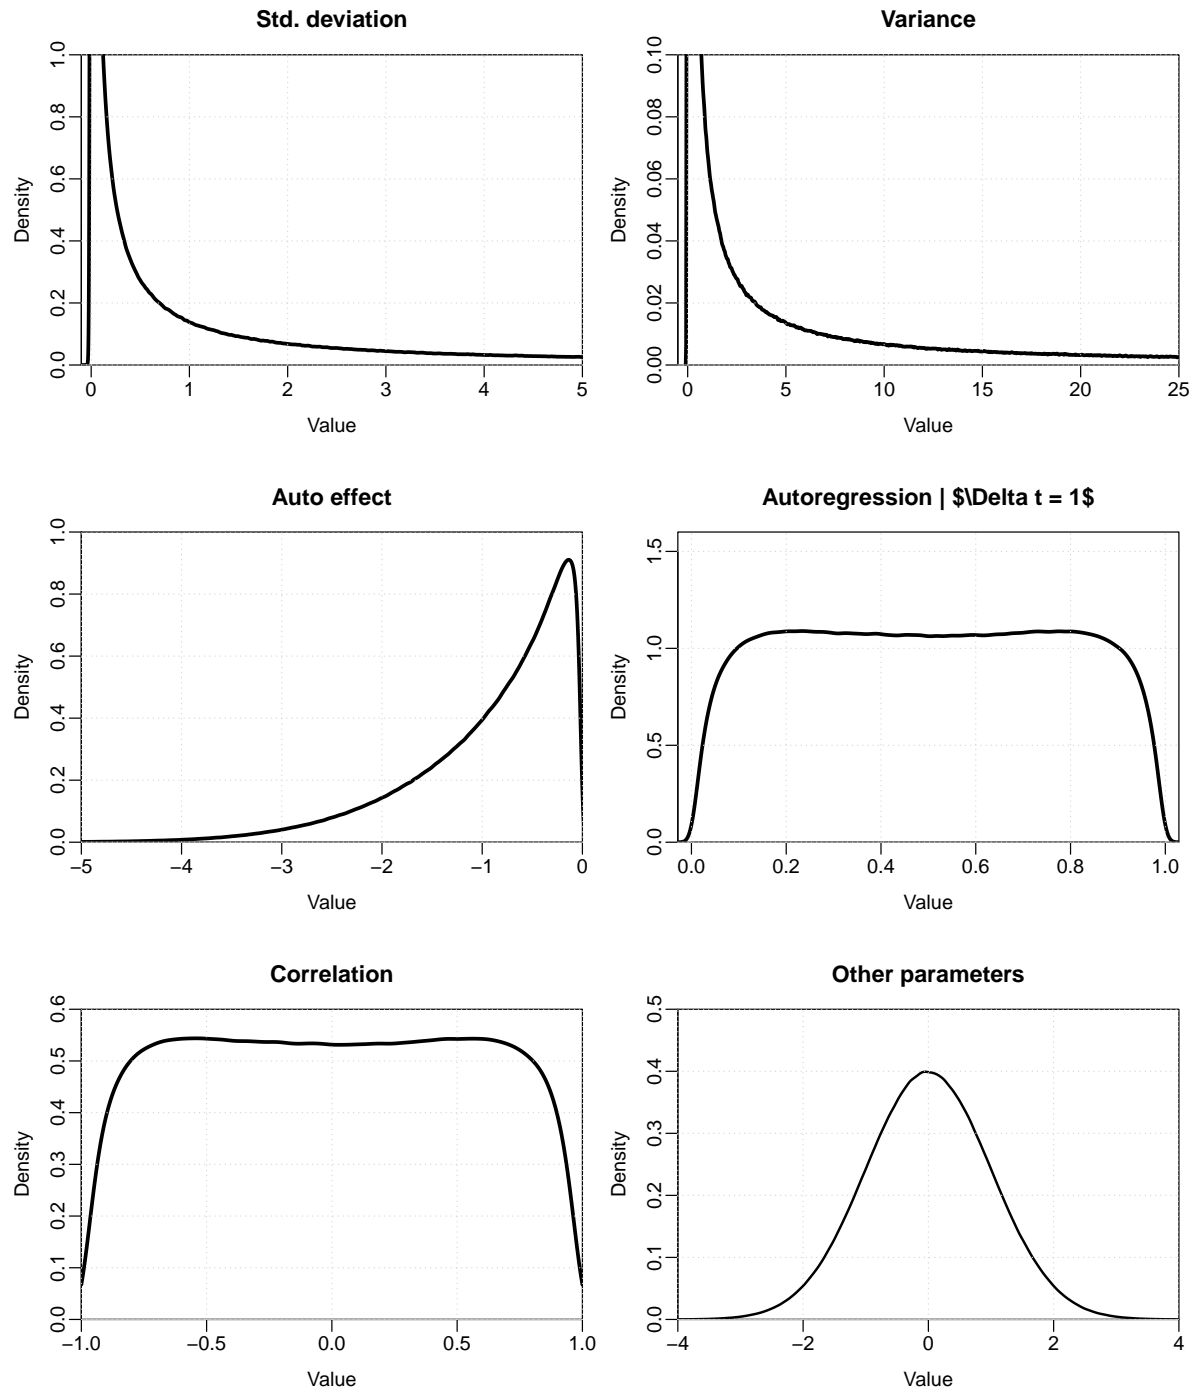 Std. deviation
Density
0.0 0.2 0.4 0.6 0.8 1.0
0 1 2 3 4 5
Value
Variance
Density
0.00 0.02 0.04 0.06 0.08 0.10
0 5 10 15 20 25
Value
Auto effect
Density
0.0 0.2 0.4 0.6 0.8 1.0
−5 −4 −3 −2 −1 0
Value
Autoregression | $\Delta t = 1$
Density
0.0 0.5 1.0 1.5
0.0 0.2 0.4 0.6 0.8 1.0
Value
Correlation
Density
0.0 0.1 0.2 0.3 0.4 0.5 0.6
−1.0 −0.5 0.0 0.5 1.0
Value
Other parameters
Density
0.0 0.1 0.2 0.3 0.4 0.5
−4 −2 0 2 4
Value